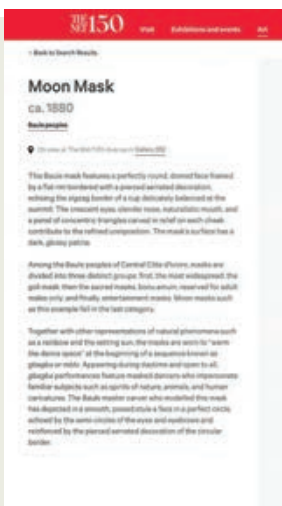 THE MET 150 Visit Exhibitions and events Art
< Back to Search Results
Moon Mask
ca. 1880
Baule peoples
On view at The Met Fifth Avenue in Gallery 352
This Baule mask features a perfectly round, domed face framed
by a flat rim bordered with a pierced serrated decoration,
echoing the zigzag border of a cup delicately balanced at the
summit. The crescent eyes, slender nose, naturalistic mouth, and
a panel of concentric triangles carved in relief on each cheek
contribute to the refined composition. The mask's surface has a
dark, glossy patina.
Among the Baule peoples of Central Côte d'Ivoire, masks are
divided into three distinct groups: first, the most widespread, the
goli mask; then the sacred masks, bonu amuin, reserved for adult
males only; and finally, entertainment masks. Moon masks such
as this example fall in the last category.
Together with other representations of natural phenomena such
as a rainbow and the setting sun, the masks are worn to "warm
the dance space" at the beginning of a sequence known as
gbagba or mblo. Appearing during daytime and open to all,
gbagba performances feature masked dancers who impersonate
familiar subjects such as spirits of nature, animals, and human
caricatures. The Baule master carver who modelled this mask
has depicted in a smooth, poised style a face in a perfect circle,
echoed by the semi-circles of the eyes and eyebrows and
reinforced by the pierced serrated decoration of the circular
border.